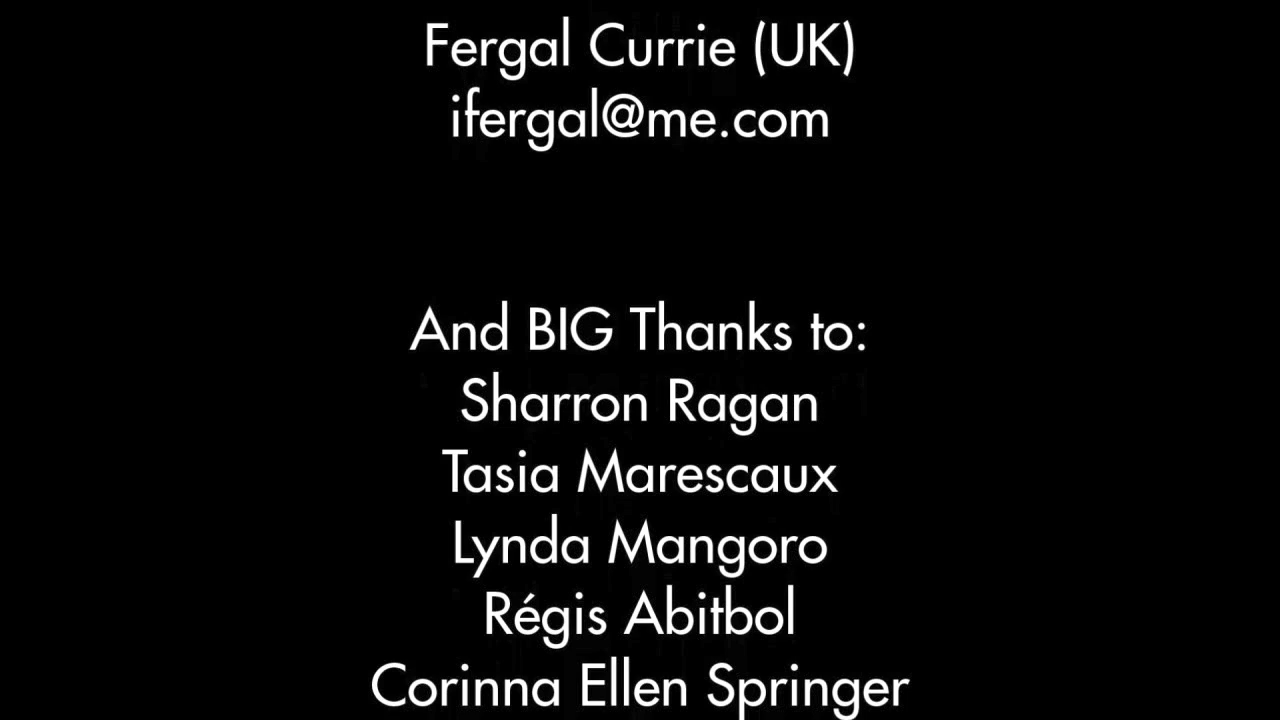 Fergal Currie (UK)
ifergal@me.com
And BIG Thanks to:
Sharron Ragan
Tasia Marescaux
Lynda Mangoro
Régis Abitbol
Corinna Ellen Springer